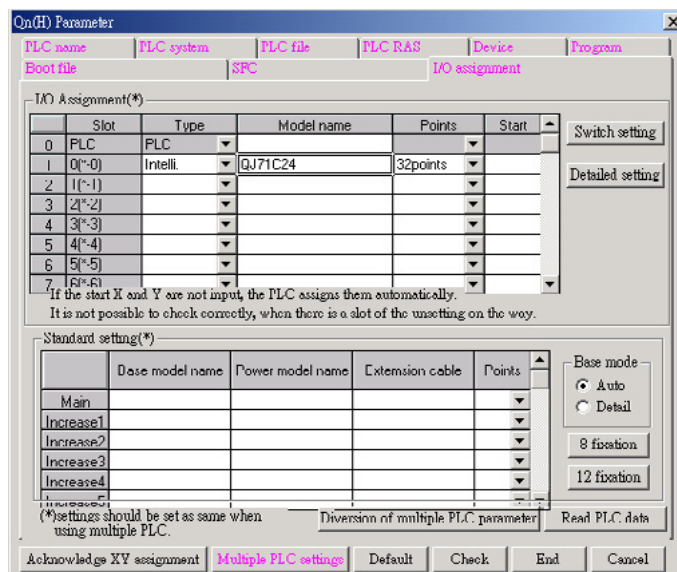 Qn(H) Parameter
PLC name PLC system PLC file PLC RAS Device Program
Boot file SFC I/O assignment
I/O Assignment(*)
Slot Type Model name Points Start
0 PLC PLC
1 0(*-0) Intelli. QJ71C24 32points
2 1(*-1)
3 2(*-2)
4 3(*-3)
5 4(*-4)
6 5(*-5)
7 6(*-6)
Switch setting
Detailed setting
If the start X and Y are not input, the PLC assigns them automatically.
It is not possible to check correctly, when there is a slot of the unsetting on the way.
Standard setting(*)
Base model name Power model name Extension cable Points
Main
Increase1
Increase2
Increase3
Increase4
Increase5
Base mode
Auto
Detail
8 fixation
12 fixation
(*)settings should be set as same when
using multiple PLC.
Diversion of multiple PLC parameter Read PLC data
Acknowledge XY assignment Multiple PLC settings Default Check End Cancel